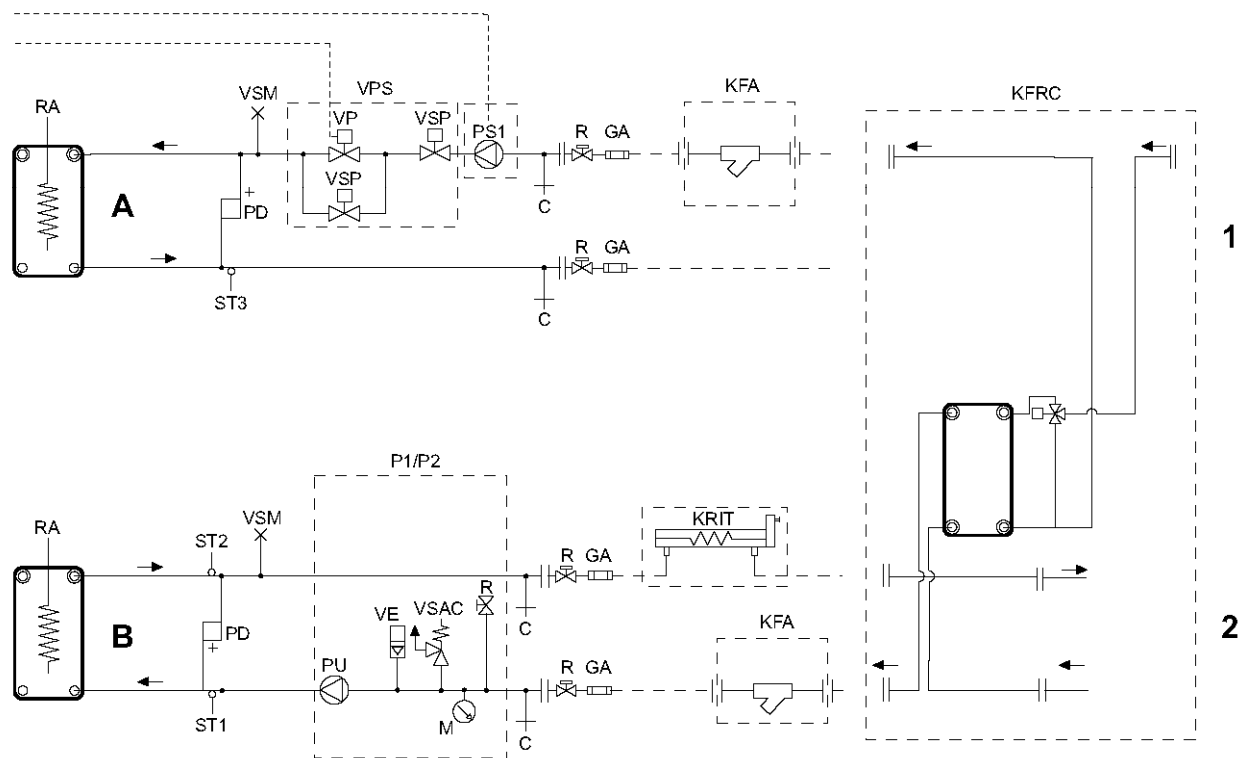 KFA
KFRC
VPS
VSM
RA
VP
VSP
PS1
R GA
A
VSP
+
PD
C
1
R GA
ST3
C
P1/P2
KRIT
RA
VSM
ST2
R GA
R
VE
VSAC
C
KFA
B
PD
+
PU
R GA
2
ST1
M
C